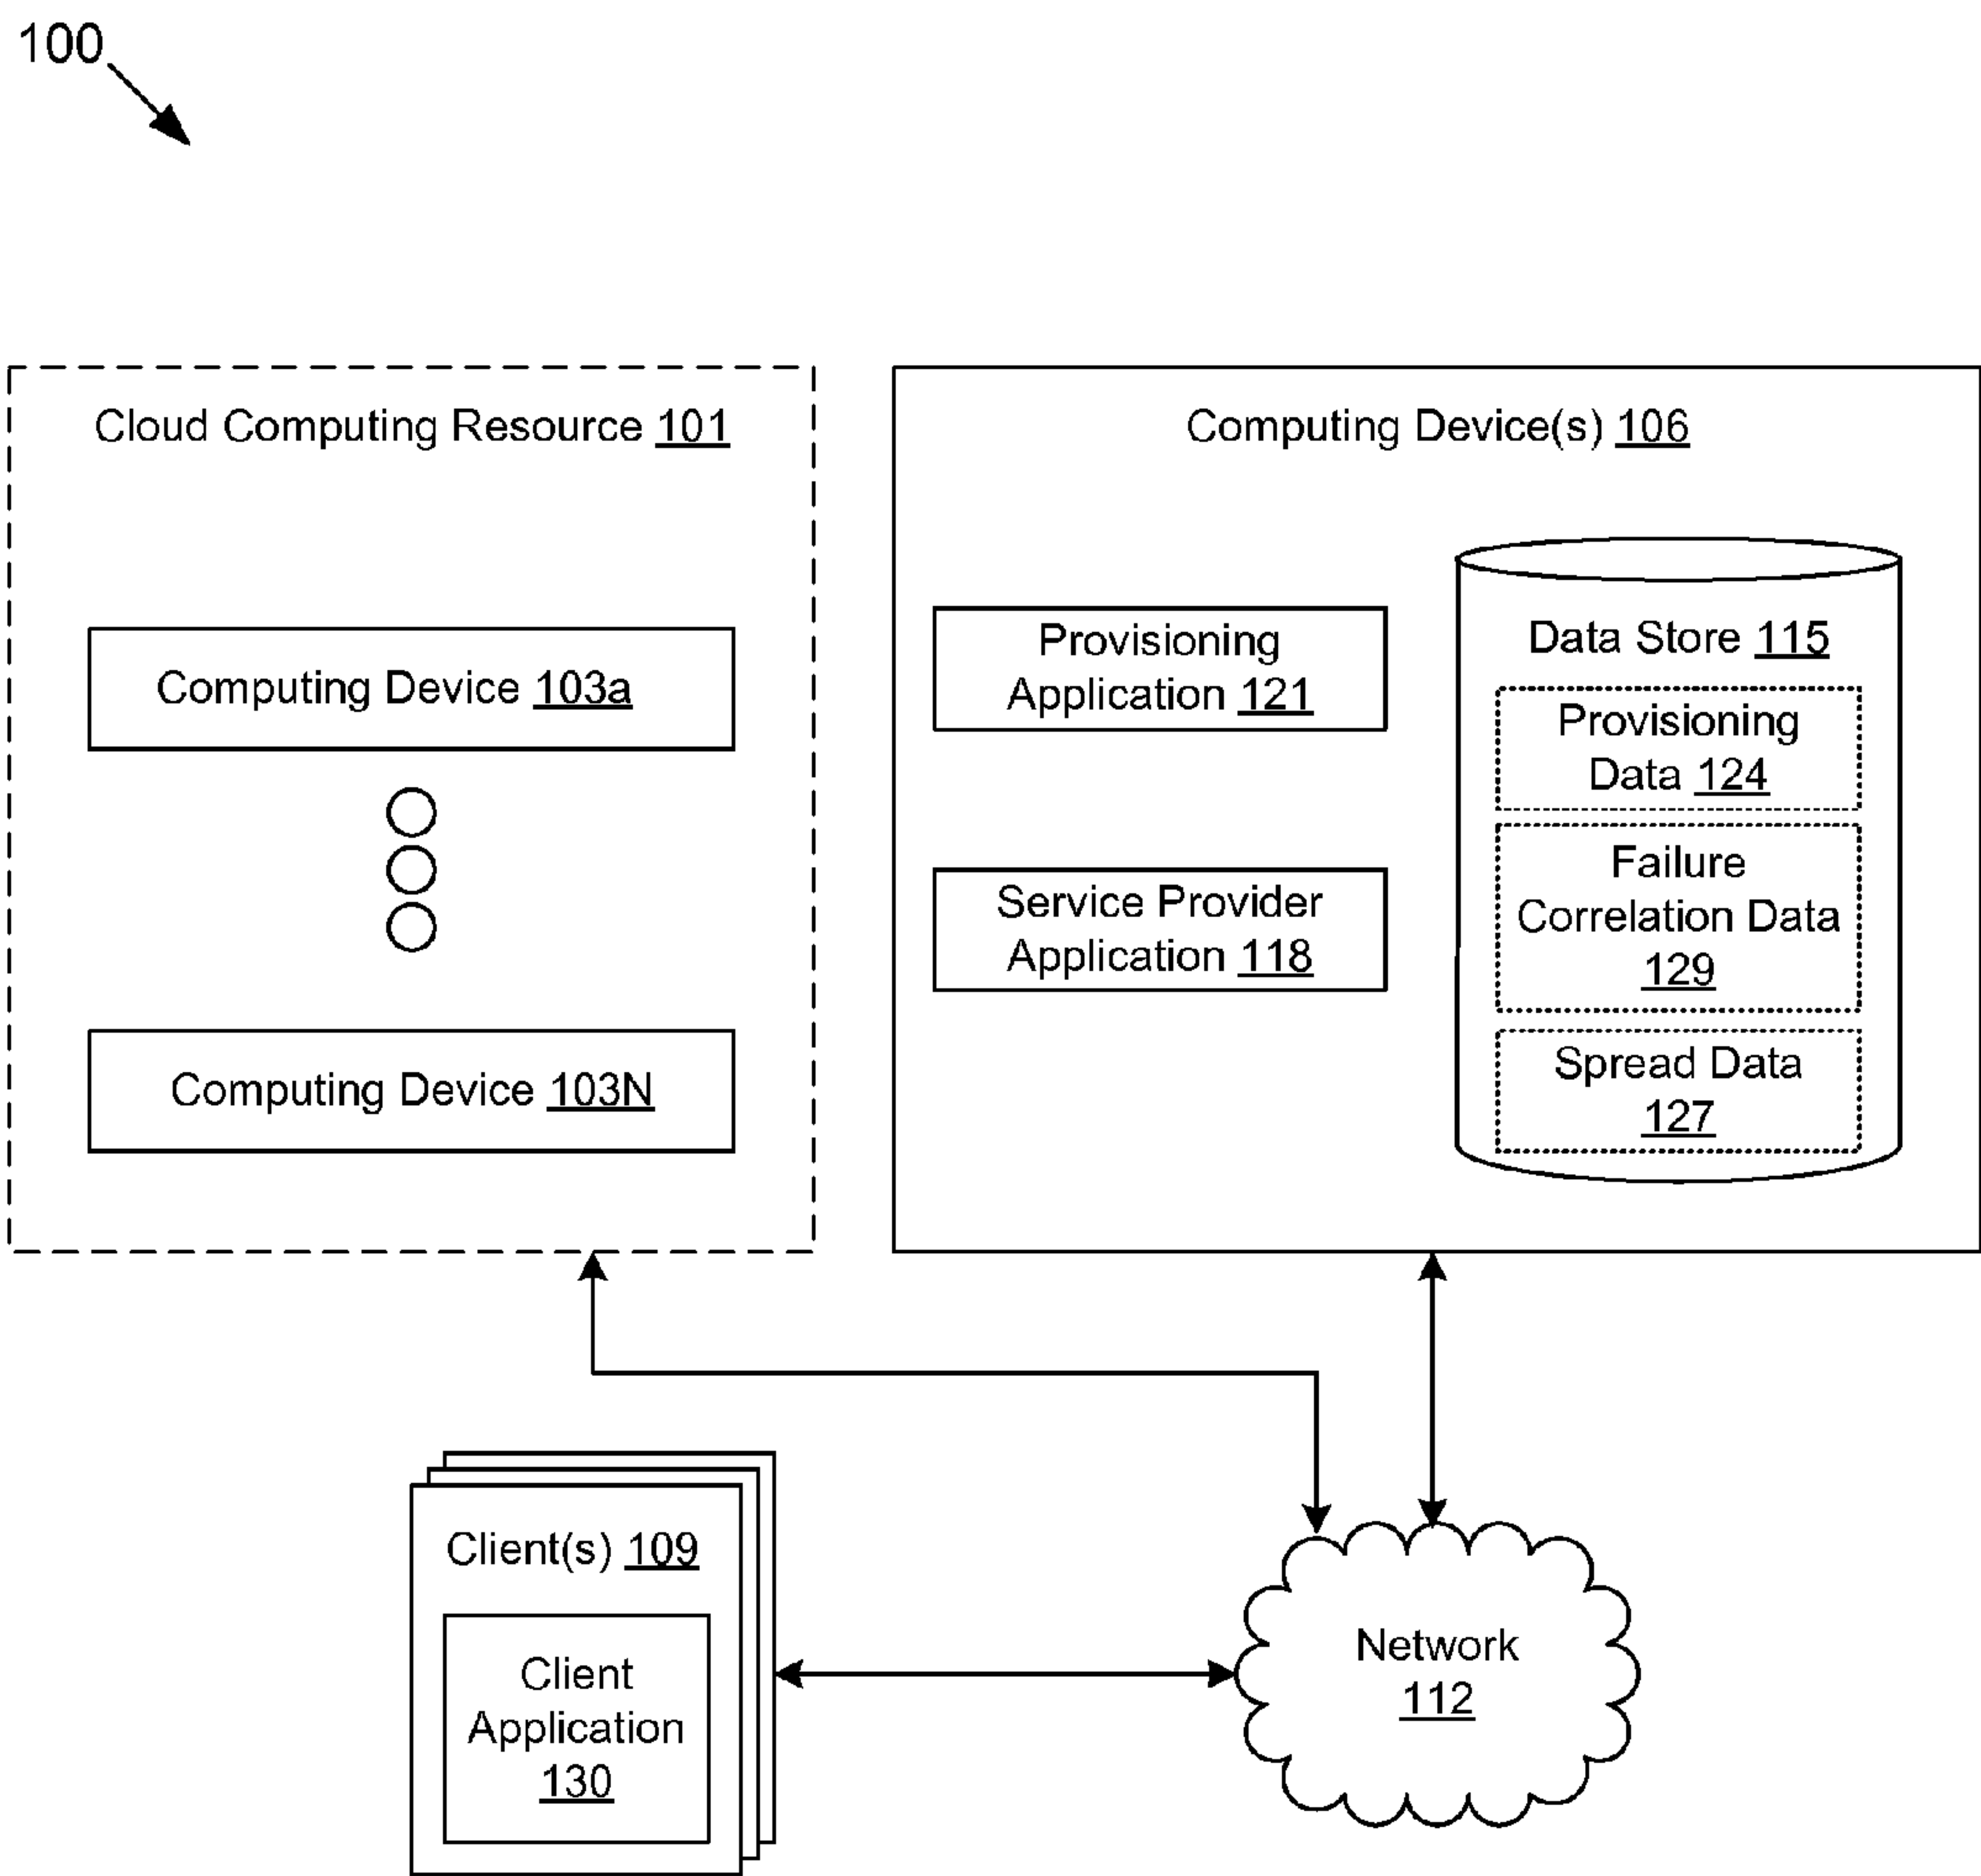 100
Cloud Computing Resource 101
Computing Device 103a
Computing Device 103N
Computing Device(s) 106
Provisioning
Application 121
Service Provider
Application 118
Data Store 115
Provisioning
Data 124
Failure
Correlation Data
129
Spread Data
127
Client(s) 109
Client
Application
130
Network
112